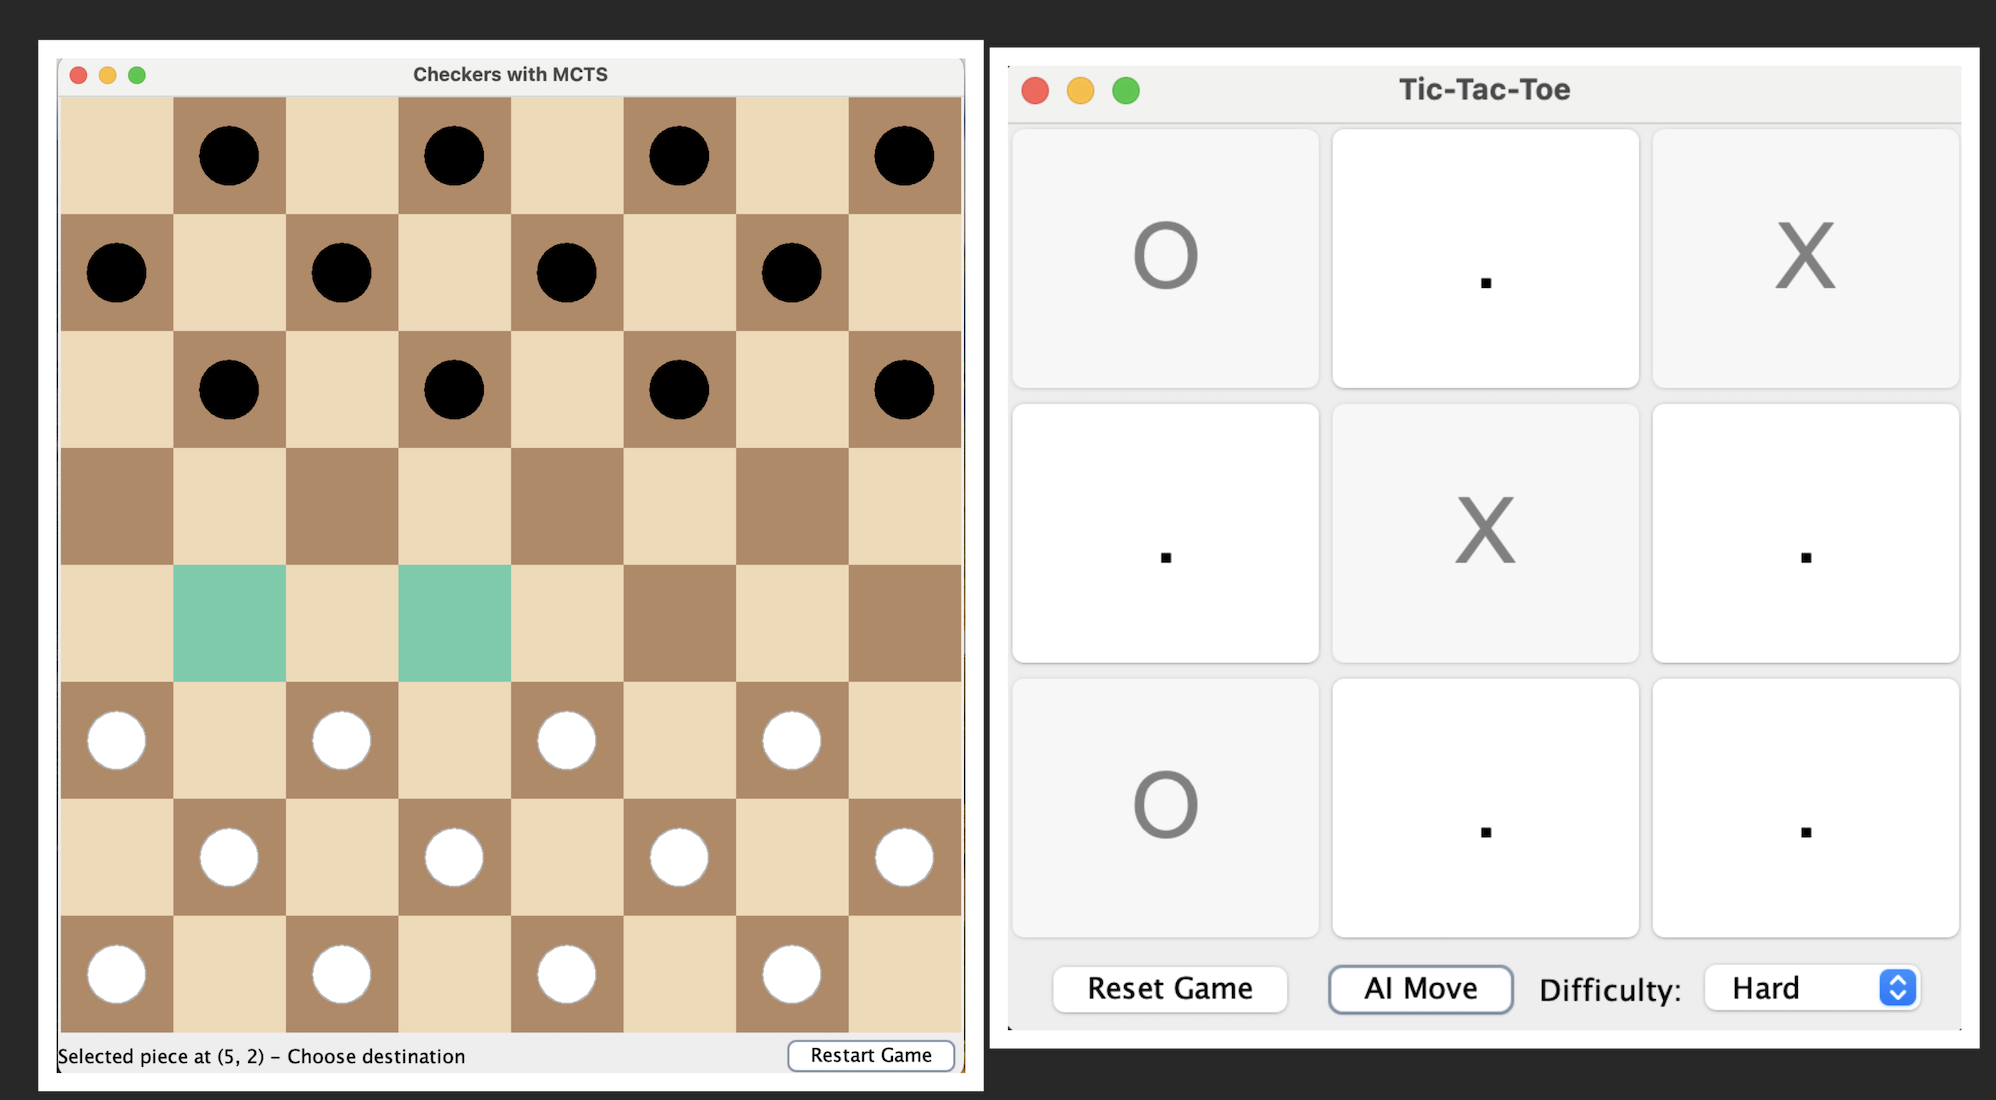 Checkers with MCTS
Selected piece at (5, 2) – Choose destination
Restart Game
Tic-Tac-Toe
O . X
. X .
O . .
Reset Game
AI Move
Difficulty:
Hard